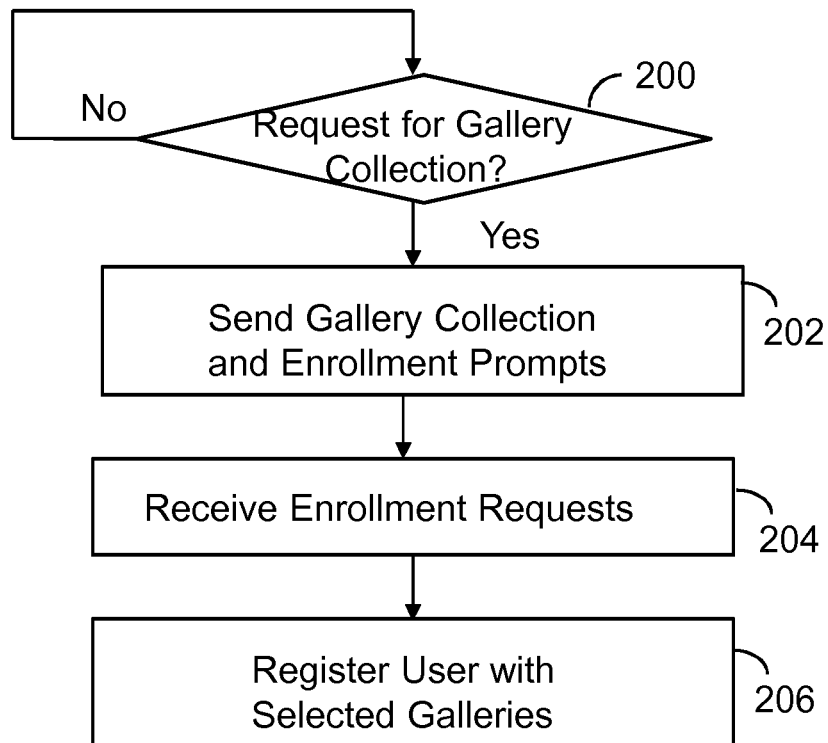 200
Request for Gallery
Collection?
No
Yes
Send Gallery Collection
and Enrollment Prompts
202
Receive Enrollment Requests
204
Register User with
Selected Galleries
206